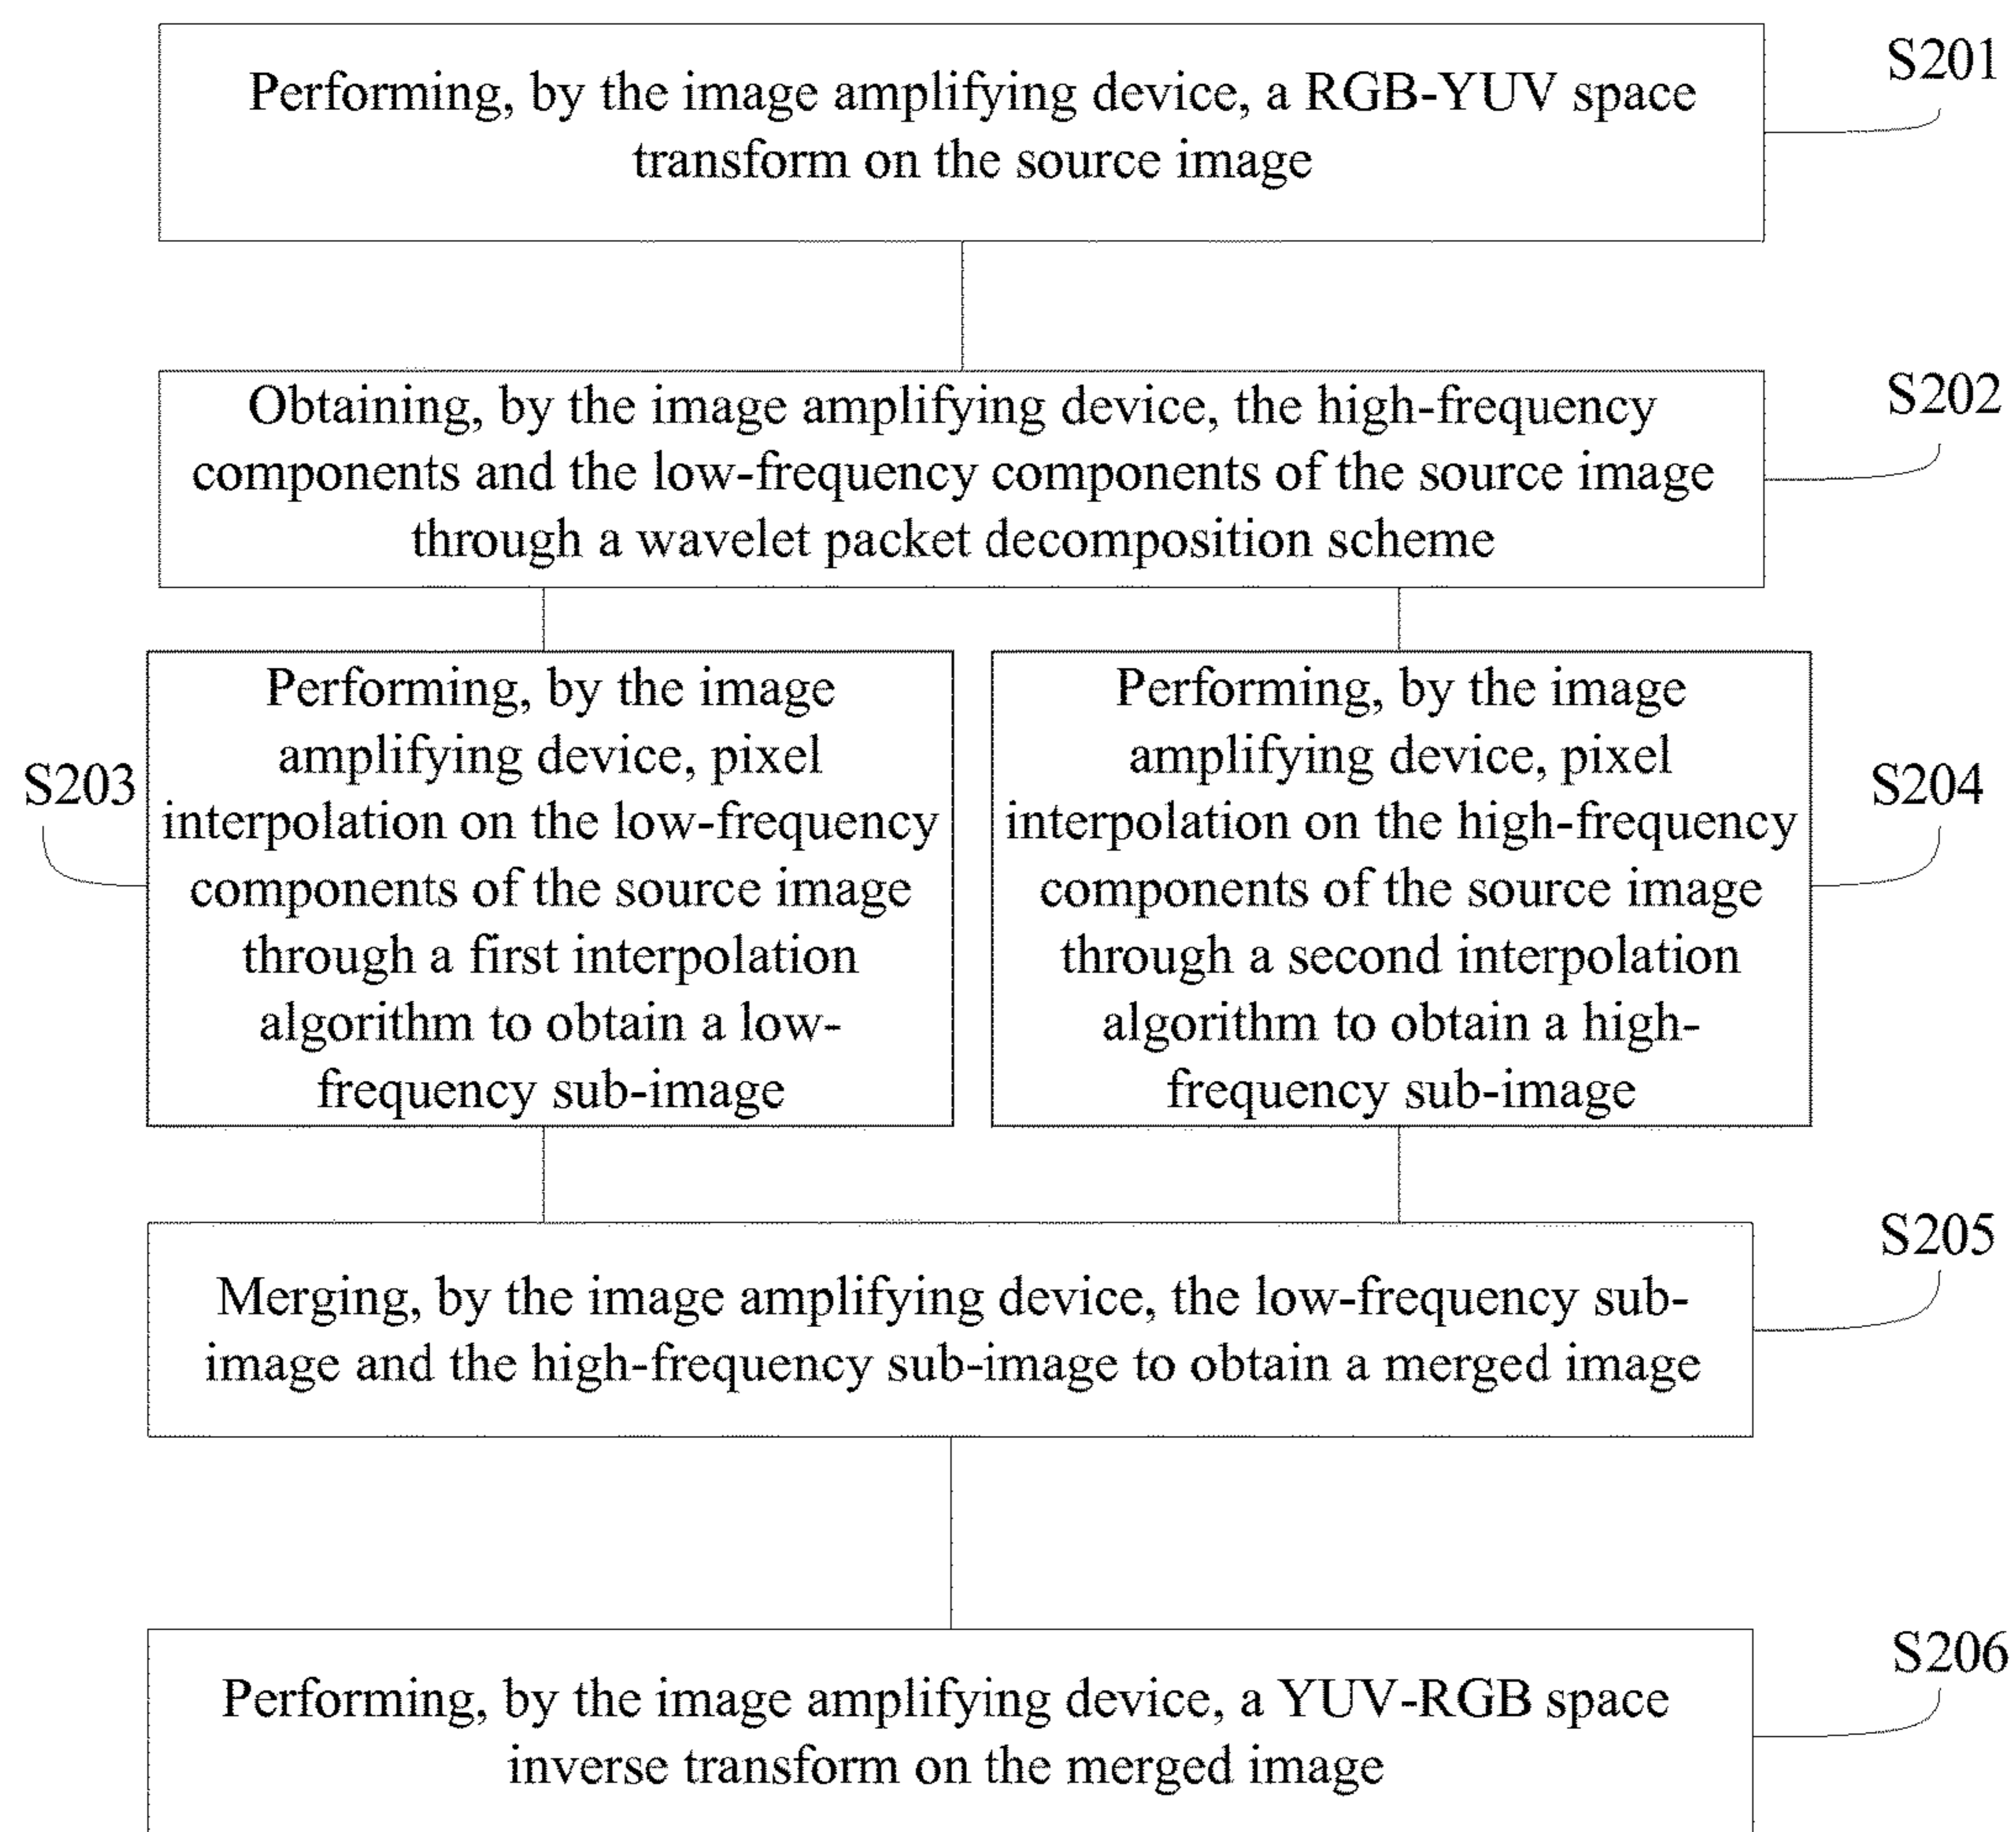 S201
Performing, by the image amplifying device, a RGB-YUV space
transform on the source image
S202
Obtaining, by the image amplifying device, the high-frequency
components and the low-frequency components of the source image
through a wavelet packet decomposition scheme
S203
Performing, by the image
amplifying device, pixel
interpolation on the low-frequency
components of the source image
through a first interpolation
algorithm to obtain a low-
frequency sub-image
S204
Performing, by the image
amplifying device, pixel
interpolation on the high-frequency
components of the source image
through a second interpolation
algorithm to obtain a high-
frequency sub-image
S205
Merging, by the image amplifying device, the low-frequency sub-
image and the high-frequency sub-image to obtain a merged image
S206
Performing, by the image amplifying device, a YUV-RGB space
inverse transform on the merged image